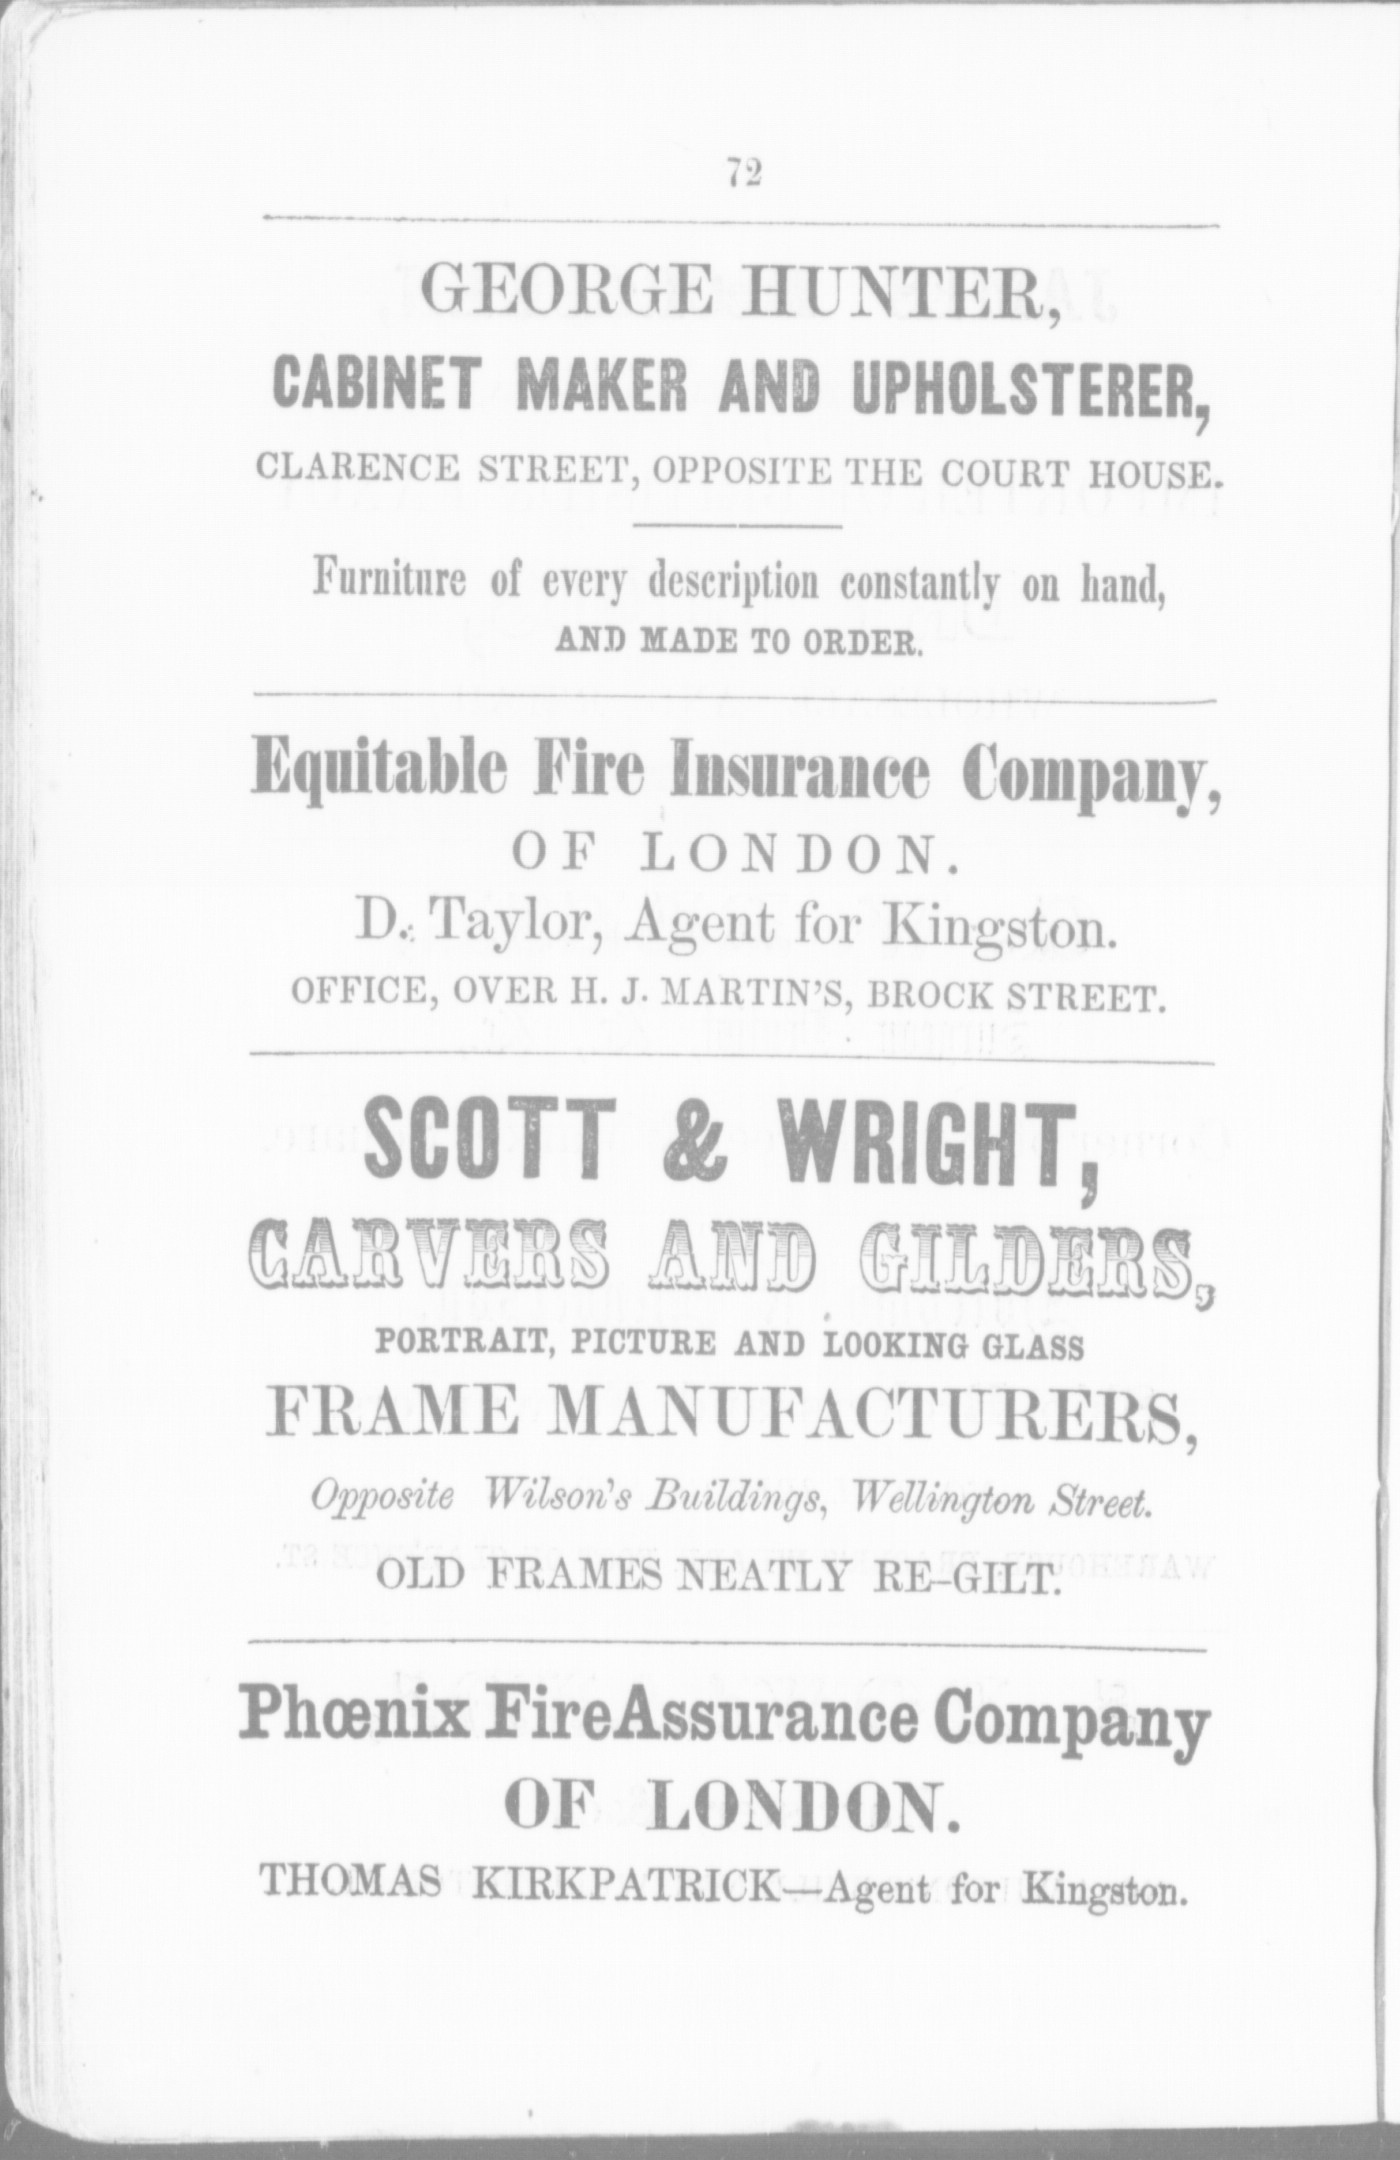 72
GEORGE HUNTER,
CABINET MAKER AND UPHOLSTERER,
CLARENCE STREET, OPPOSITE THE COURT HOUSE.
Furniture of every description constantly on hand,
AND MADE TO ORDER.
Equitable Fire Insurance Company,
OF LONDON.
D. Taylor, Agent for Kingston.
OFFICE, OVER H. J. MARTIN'S, BROCK STREET.
SCOTT & WRIGHT,
CARVERS AND GILDERS,
PORTRAIT, PICTURE AND LOOKING GLASS
FRAME MANUFACTURERS,
Opposite Wilson's Buildings, Wellington Street.
OLD FRAMES NEATLY RE-GILT.
Phœnix Fire Assurance Company
OF LONDON.
THOMAS KIRKPATRICK—Agent for Kingston.